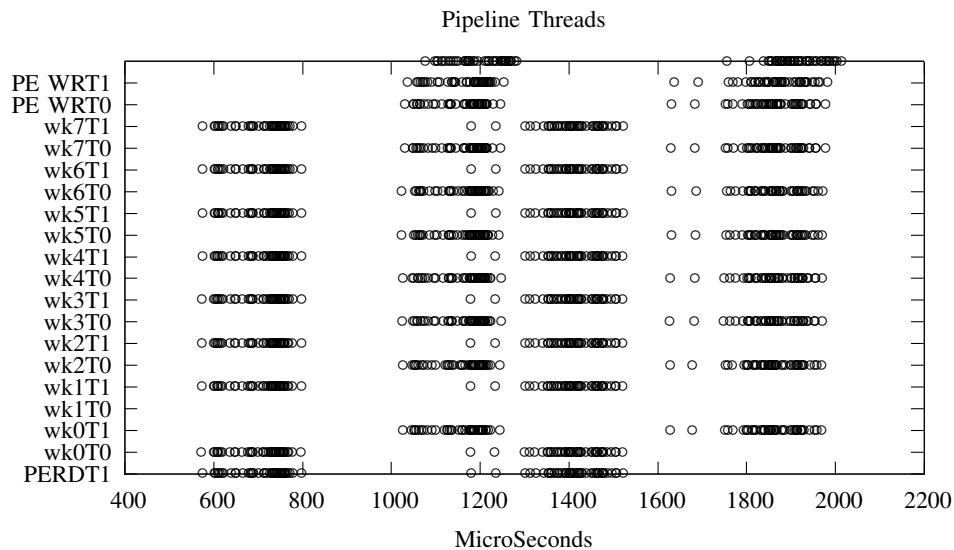 Pipeline Threads
PE WRT1
PE WRT0
wk7T1
wk7T0
wk6T1
wk6T0
wk5T1
wk5T0
wk4T1
wk4T0
wk3T1
wk3T0
wk2T1
wk2T0
wk1T1
wk1T0
wk0T1
wk0T0
PERDT1
400 600 800 1000 1200 1400 1600 1800 2000 2200
MicroSeconds